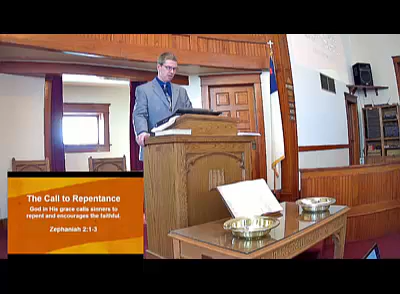 The Call to Repentance
God in His grace calls sinners to
repent and encourages the faithful.
Zephaniah 2:1-3